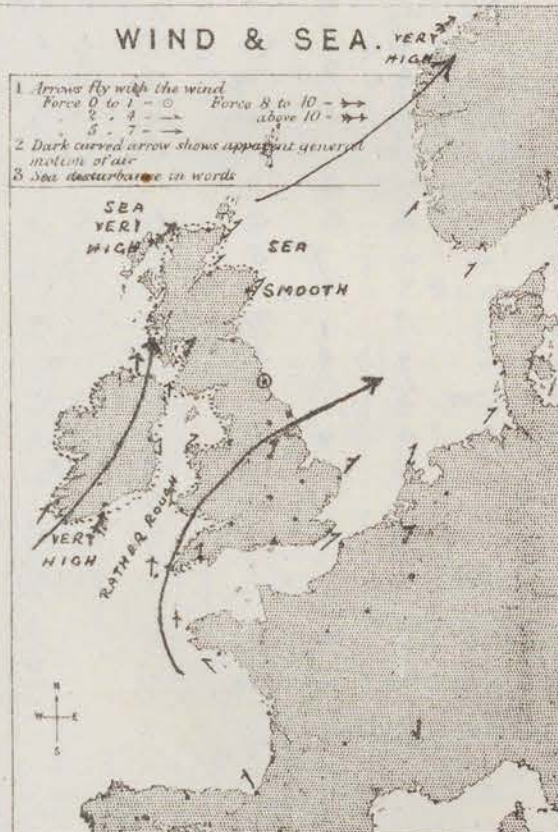 WIND & SEA.
VERY
HIGH
1 Arrows fly with the wind
Force 0 to 1 - ⊙ Force 8 to 10 -
" 2 " 4 - above 10 -
" 5 " 7 -
2 Dark curved arrow shows apparent general
motion of air
3 Sea disturbance in words
SEA
VERY
HIGH
SEA
SMOOTH
VERY
HIGH
RATHER ROUGH
N
W E
S